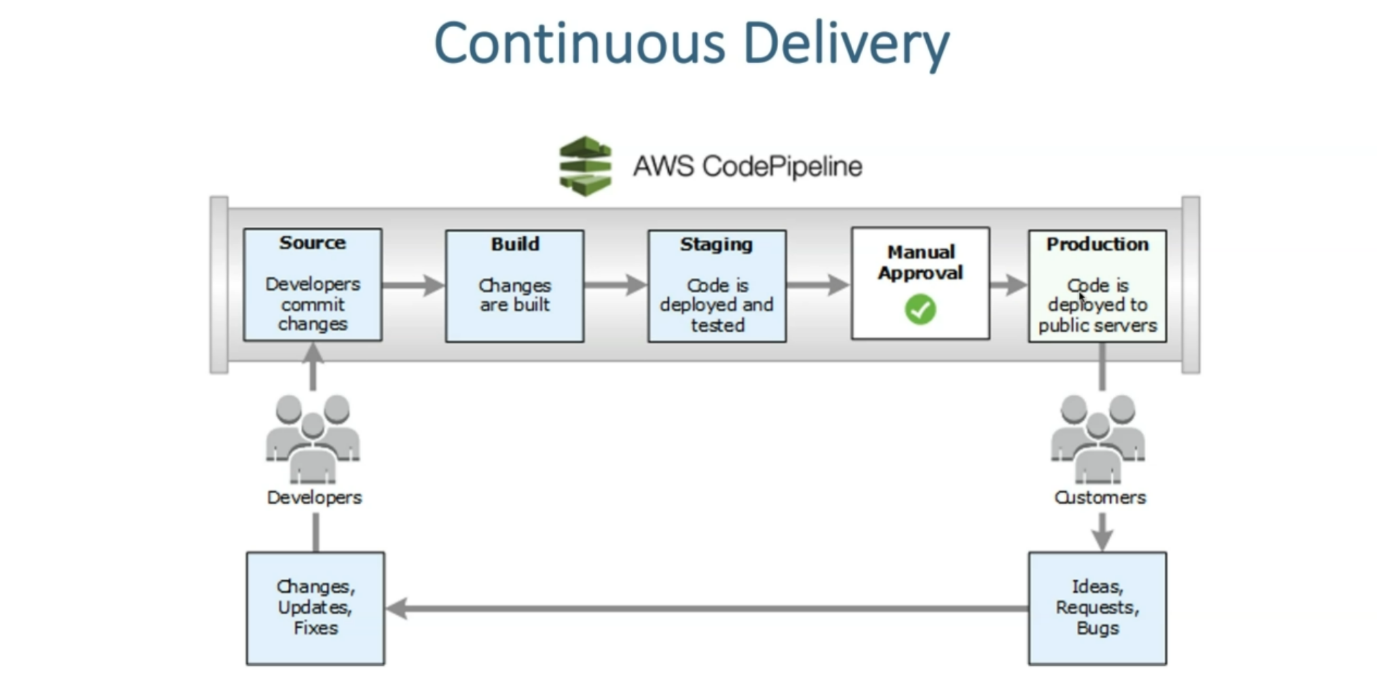 Continuous Delivery
AWS CodePipeline
Source
Developers
commit
changes
Build
Changes
are built
Staging
Code is
deployed and
tested
Manual
Approval
Production
Code is
deployed to
public servers
Developers
Customers
Changes,
Updates,
Fixes
Ideas,
Requests,
Bugs